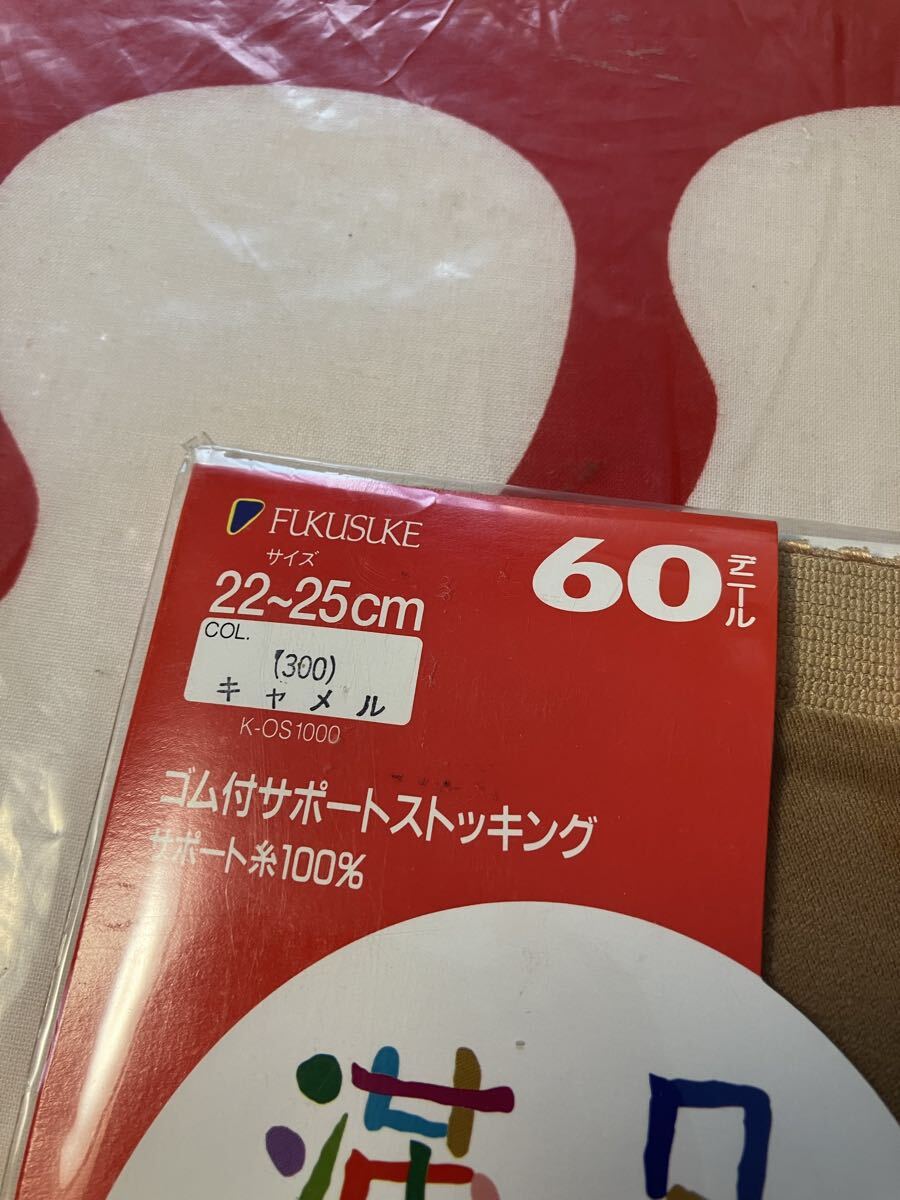 FUKUSUKE
サイズ
22~25cm
60デニール
COL.
(300)
キャメル
K-OS1000
ゴム付サポートストッキング
サポート糸100%